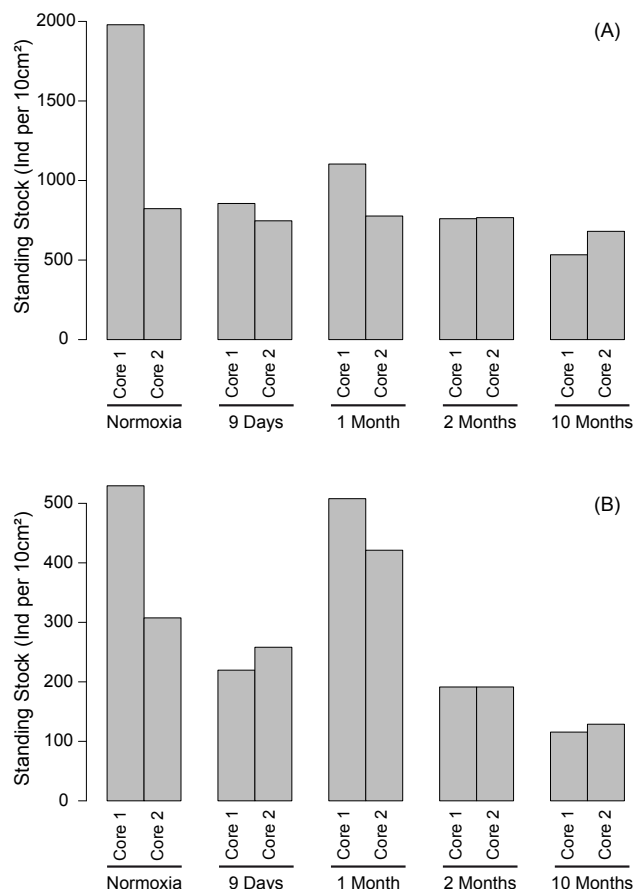 (A)
Standing Stock (Ind per 10cm²)
2000
1500
1000
500
0
Core 1
Core 2
Core 1
Core 2
Core 1
Core 2
Core 1
Core 2
Core 1
Core 2
Normoxia
9 Days
1 Month
2 Months
10 Months
(B)
Standing Stock (Ind per 10cm²)
500
400
300
200
100
0
Core 1
Core 2
Core 1
Core 2
Core 1
Core 2
Core 1
Core 2
Core 1
Core 2
Normoxia
9 Days
1 Month
2 Months
10 Months